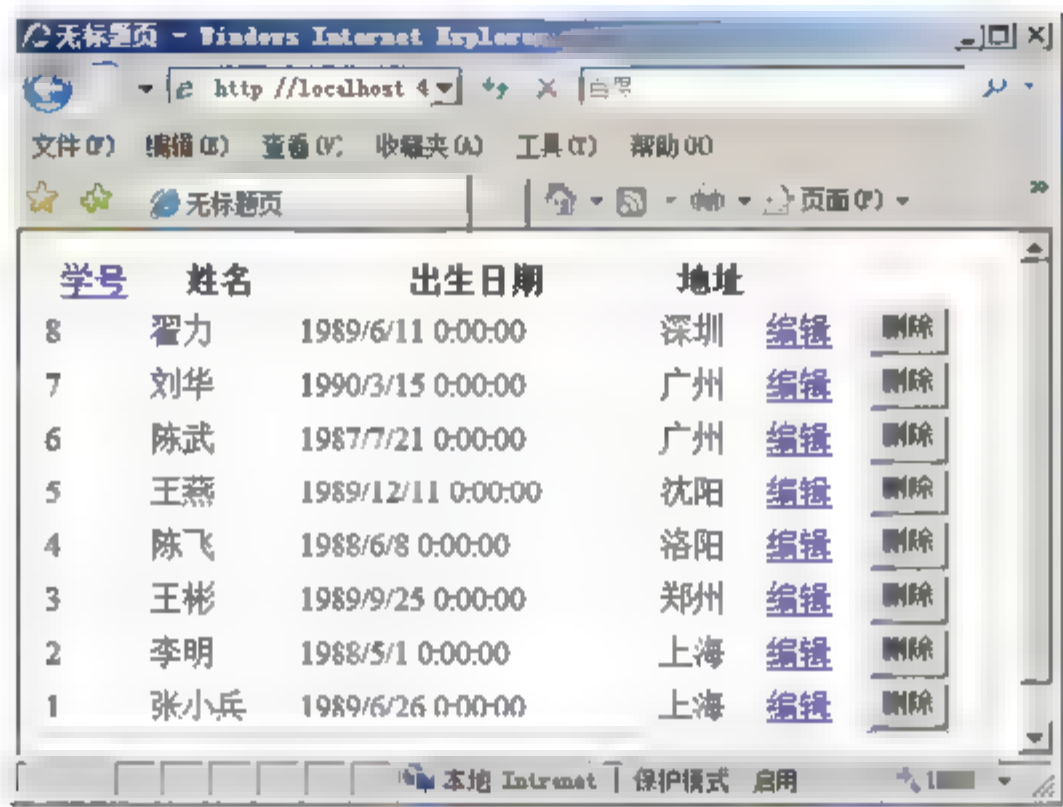 无标题页 - Windows Internet Explorer
http //localhost 4
文件(F) 编辑(E) 查看(V) 收藏夹(A) 工具(T) 帮助(H)
无标题页 页面(P)
学号 姓名 出生日期 地址
8 翟力 1989/6/11 0:00:00 深圳 编辑 删除
7 刘华 1990/3/15 0:00:00 广州 编辑 删除
6 陈武 1987/7/21 0:00:00 广州 编辑 删除
5 王燕 1989/12/11 0:00:00 沈阳 编辑 删除
4 陈飞 1988/6/8 0:00:00 洛阳 编辑 删除
3 王彬 1989/9/25 0:00:00 郑州 编辑 删除
2 李明 1988/5/1 0:00:00 上海 编辑 删除
1 张小兵 1989/6/26 0:00:00 上海 编辑 删除
本地 Intranet | 保护模式 启用